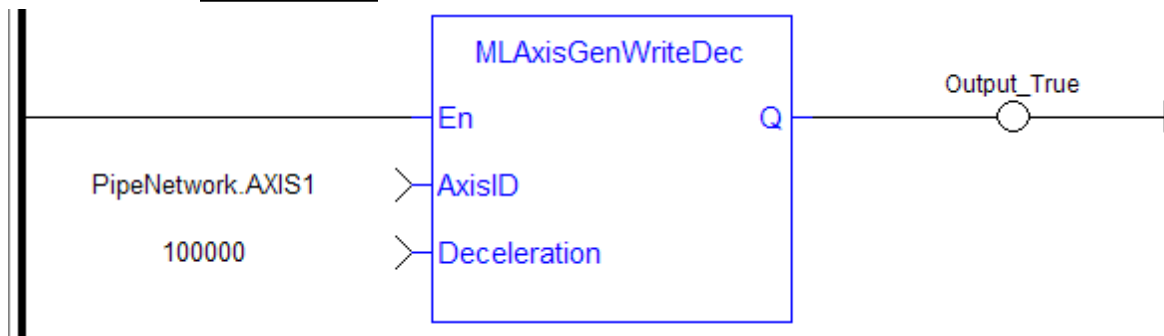 MLAxisGenWriteDec
Output_True
En
Q
PipeNetwork.AXIS1
AxisID
100000
Deceleration